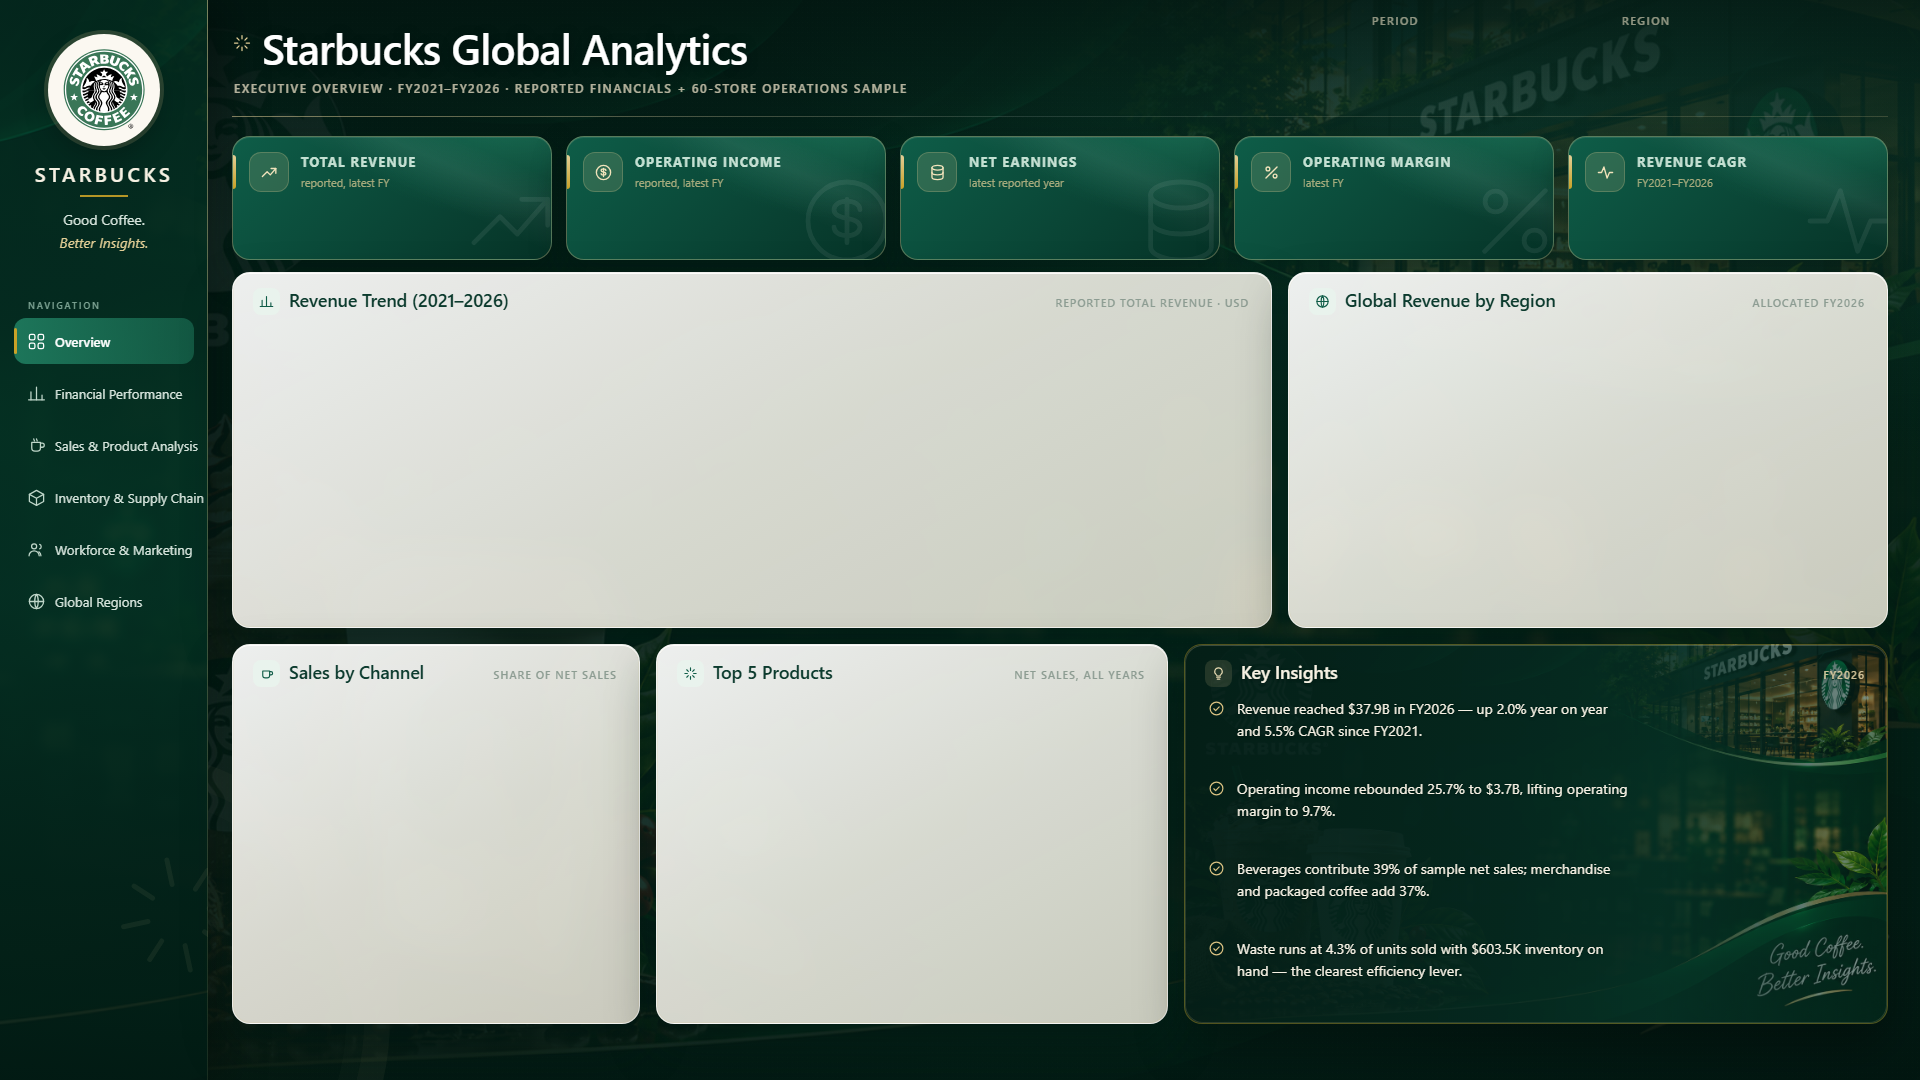 STARBUCKS
COFFEE
®
STARBUCKS
Good Coffee.
Better Insights.
NAVIGATION
Overview
Financial Performance
Sales & Product Analysis
Inventory & Supply Chain
Workforce & Marketing
Global Regions
Starbucks Global Analytics
EXECUTIVE OVERVIEW · FY2021–FY2026 · REPORTED FINANCIALS + 60-STORE OPERATIONS SAMPLE
PERIOD
REGION
STARBUCKS
TOTAL REVENUE
reported, latest FY
OPERATING INCOME
reported, latest FY
NET EARNINGS
latest reported year
OPERATING MARGIN
latest FY
REVENUE CAGR
FY2021–FY2026
Revenue Trend (2021–2026)
REPORTED TOTAL REVENUE · USD
Global Revenue by Region
ALLOCATED FY2026
Sales by Channel
SHARE OF NET SALES
Top 5 Products
NET SALES, ALL YEARS
Key Insights
STARBUCKS
FY2026
Revenue reached $37.9B in FY2026 — up 2.0% year on year
and 5.5% CAGR since FY2021.
STARBUCKS
Operating income rebounded 25.7% to $3.7B, lifting operating
margin to 9.7%.
Beverages contribute 39% of sample net sales; merchandise
and packaged coffee add 37%.
Waste runs at 4.3% of units sold with $603.5K inventory on
hand — the clearest efficiency lever.
Good Coffee.
Better Insights.